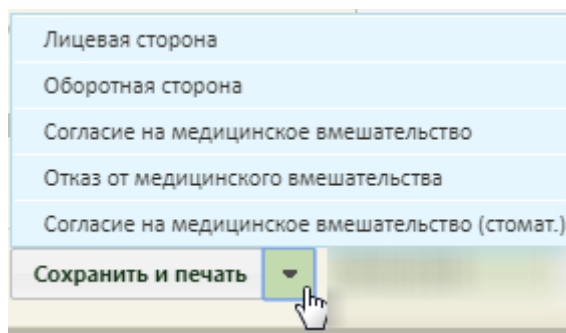 Лицевая сторона
Оборотная сторона
Согласие на медицинское вмешательство
Отказ от медицинского вмешательства
Согласие на медицинское вмешательство (стомат.)
Сохранить и печать